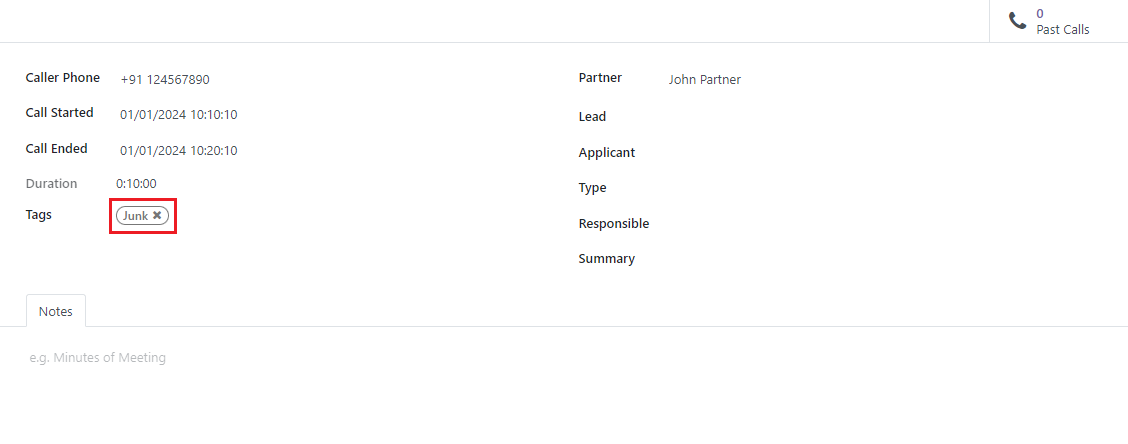 0
Past Calls
Caller Phone +91 124567890
Call Started 01/01/2024 10:10:10
Call Ended 01/01/2024 10:20:10
Duration 0:10:00
Tags Junk ✖
Partner John Partner
Lead
Applicant
Type
Responsible
Summary
Notes
e.g. Minutes of Meeting